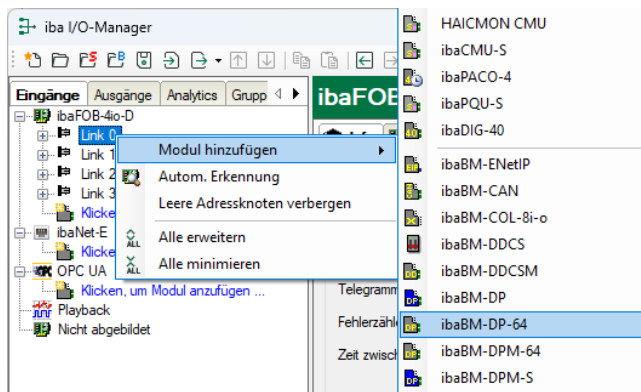 iba I/O-Manager
Eingänge Ausgänge Analytics Grupp
ibaFOB-4io-D
Link 0
Link 1
Link 2
Link 3
Klicke
ibaNet-E
Klicke
OPC UA
Klicken, um Modul anzufügen ...
Playback
Nicht abgebildet
Modul hinzufügen
Autom. Erkennung
Leere Adressknoten verbergen
ALL Alle erweitern
ALL Alle minimieren
ibaFOB
Telegramm
Fehlerzähl
Zeit zwisch
HAICMON CMU
ibaCMU-S
ibaPACO-4
ibaPQU-S
ibaDIG-40
ibaBM-ENetIP
ibaBM-CAN
ibaBM-COL-8i-o
ibaBM-DDCS
ibaBM-DDCSM
ibaBM-DP
ibaBM-DP-64
ibaBM-DPM-64
ibaBM-DPM-S